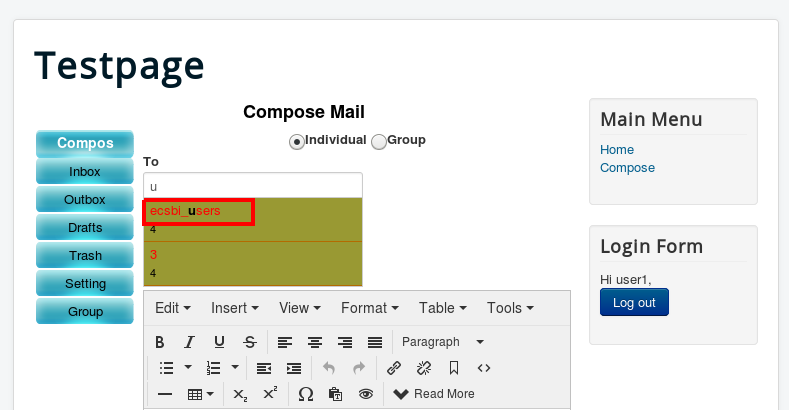 Testpage
Compose Mail
Individual Group
To
u
ecsbi_users
4
3
4
Compos
Inbox
Outbox
Drafts
Trash
Setting
Group
Edit Insert View Format Table Tools
B I U S Paragraph
Read More
Main Menu
Home
Compose
Login Form
Hi user1,
Log out